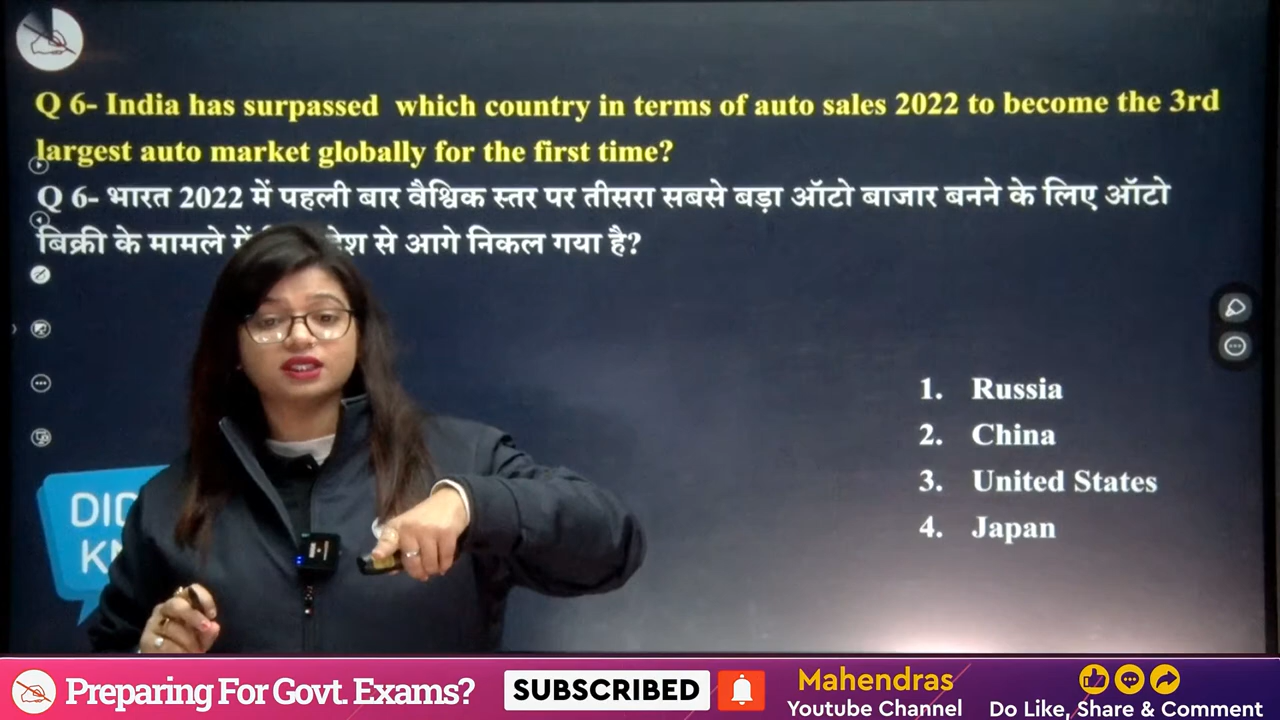 Q 6- India has surpassed which country in terms of auto sales 2022 to become the 3rd
largest auto market globally for the first time?
Q 6- भारत 2022 में पहली बार वैश्विक स्तर पर तीसरा सबसे बड़ा ऑटो बाजार बनने के लिए ऑटो
बिक्री के मामले में से आगे निकल गया है?
1. Russia
2. China
3. United States
4. Japan
Preparing For Govt. Exams?
SUBSCRIBED
Mahendras
Youtube Channel
Do Like, Share & Comment